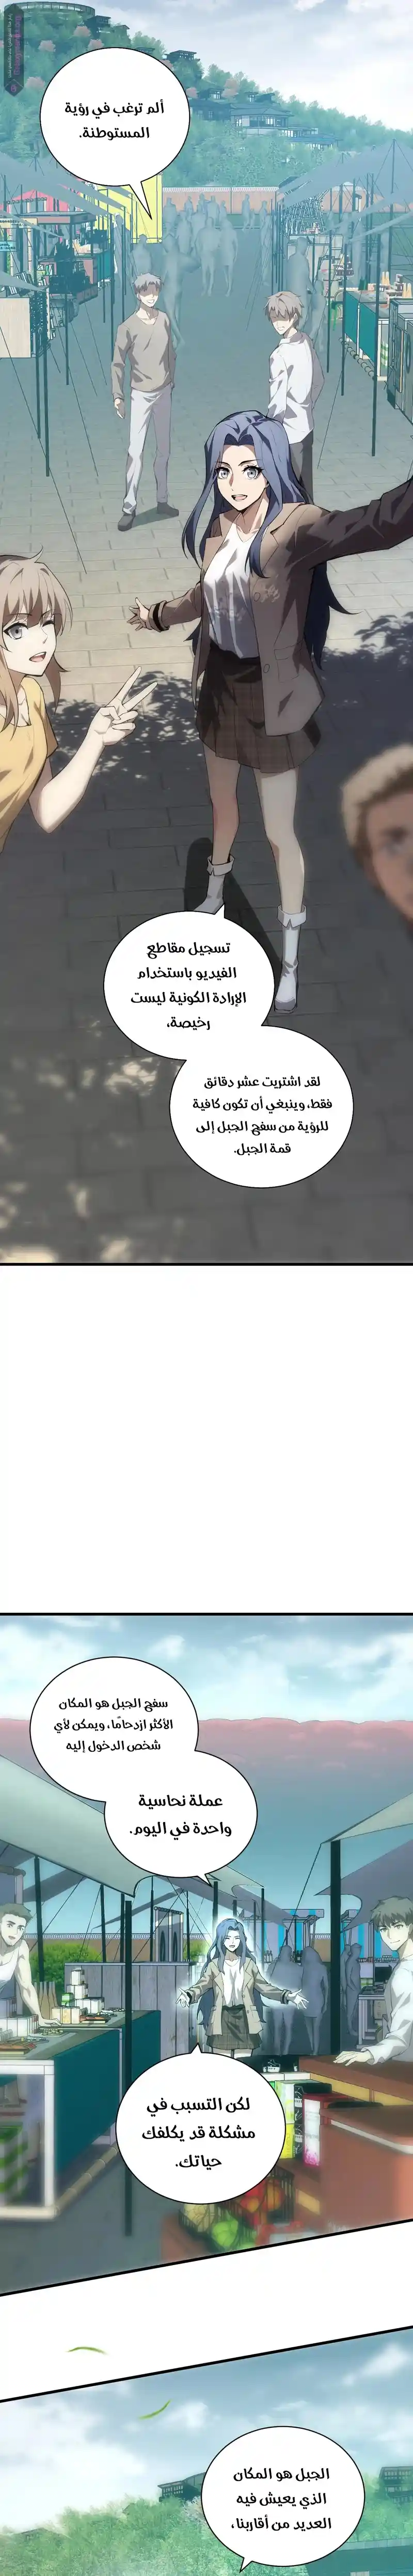 ألم ترغب في رؤية
المستوطنة.
تسجيل مقاطع
الفيديو باستخدام
الإرادة الكونية ليست
رخيصة،
لقد اشتريت عشر دقائق
فقط، وينبغي أن تكون كافية
للرؤية من سفح الجبل إلى
قمة الجبل.
سفح الجبل هو المكان
الأكثر ازدحامًا، ويمكن لأي
شخص الدخول إليه
عملة نحاسية
واحدة في اليوم.
لكن التسبب في
مشكلة قد يكلفك
حياتك.
الجبل هو المكان
الذي يعيش فيه
العديد من أقاربنا،